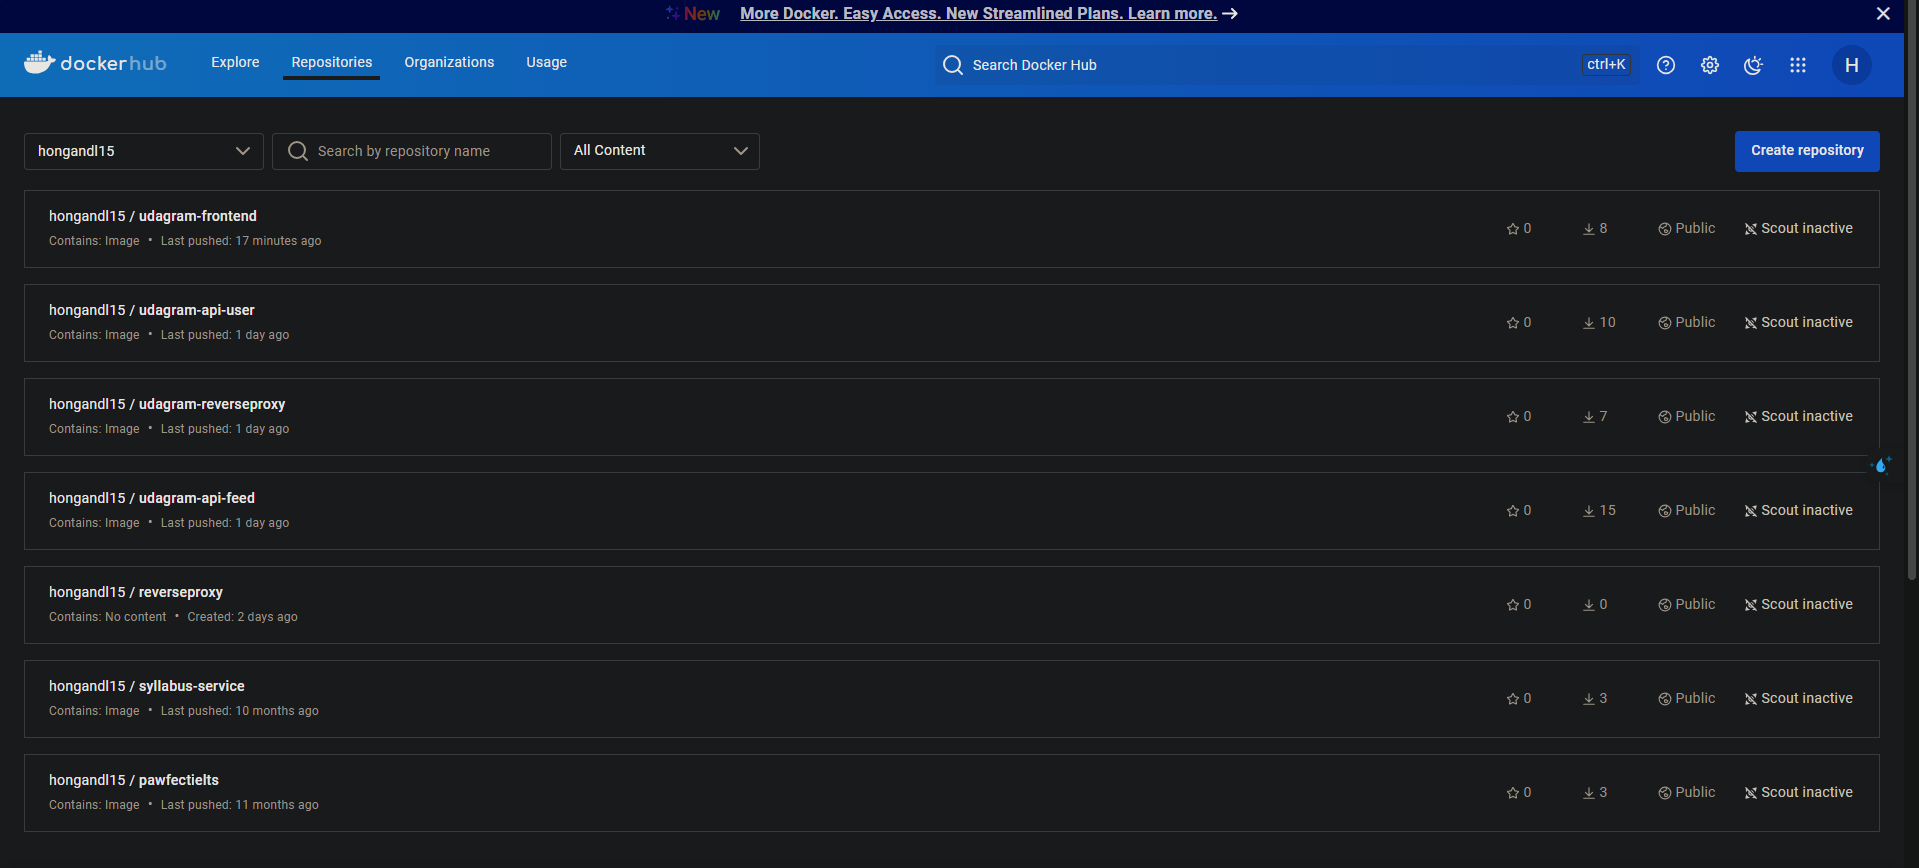 New More Docker. Easy Access. New Streamlined Plans. Learn more. →
dockerhub Explore Repositories Organizations Usage Search Docker Hub ctrl+K H
hongandl15 Search by repository name All Content Create repository
hongandl15 / udagram-frontend
Contains: Image • Last pushed: 17 minutes ago
0 8 Public Scout inactive
hongandl15 / udagram-api-user
Contains: Image • Last pushed: 1 day ago
0 10 Public Scout inactive
hongandl15 / udagram-reverseproxy
Contains: Image • Last pushed: 1 day ago
0 7 Public Scout inactive
hongandl15 / udagram-api-feed
Contains: Image • Last pushed: 1 day ago
0 15 Public Scout inactive
hongandl15 / reverseproxy
Contains: No content • Created: 2 days ago
0 0 Public Scout inactive
hongandl15 / syllabus-service
Contains: Image • Last pushed: 10 months ago
0 3 Public Scout inactive
hongandl15 / pawfectielts
Contains: Image • Last pushed: 11 months ago
0 3 Public Scout inactive